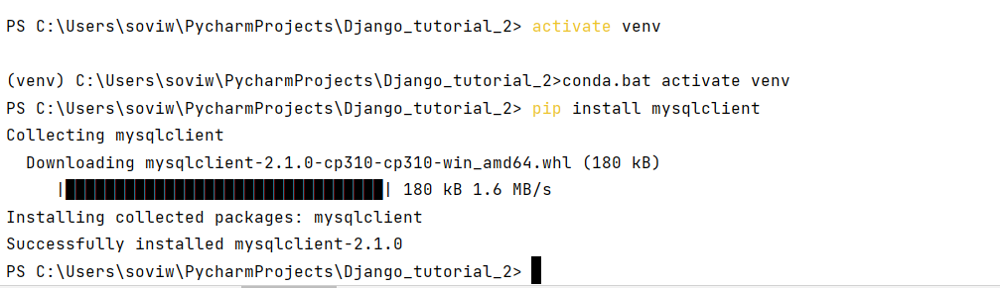 PS C:\Users\soviw\PycharmProjects\Django_tutorial_2> activate venv
(venv) C:\Users\soviw\PycharmProjects\Django_tutorial_2>conda.bat activate venv
PS C:\Users\soviw\PycharmProjects\Django_tutorial_2> pip install mysqlclient
Collecting mysqlclient
  Downloading mysqlclient-2.1.0-cp310-cp310-win_amd64.whl (180 kB)
     |████████████████████████████████| 180 kB 1.6 MB/s
Installing collected packages: mysqlclient
Successfully installed mysqlclient-2.1.0
PS C:\Users\soviw\PycharmProjects\Django_tutorial_2>